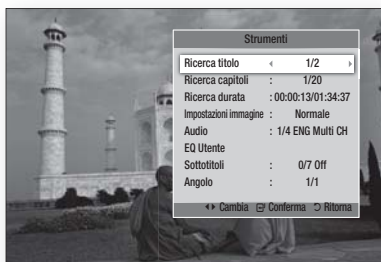 Strumenti
Ricerca titolo ◂ 1/2 ▸
Ricerca capitoli : 1/20
Ricerca durata : 00:00:13/01:34:37
Impostazioni immagine : Normale
Audio : 1/4 ENG Multi CH
EQ Utente
Sottotitoli : 0/7 Off
Angolo : 1/1
Cambia Conferma Ritorna